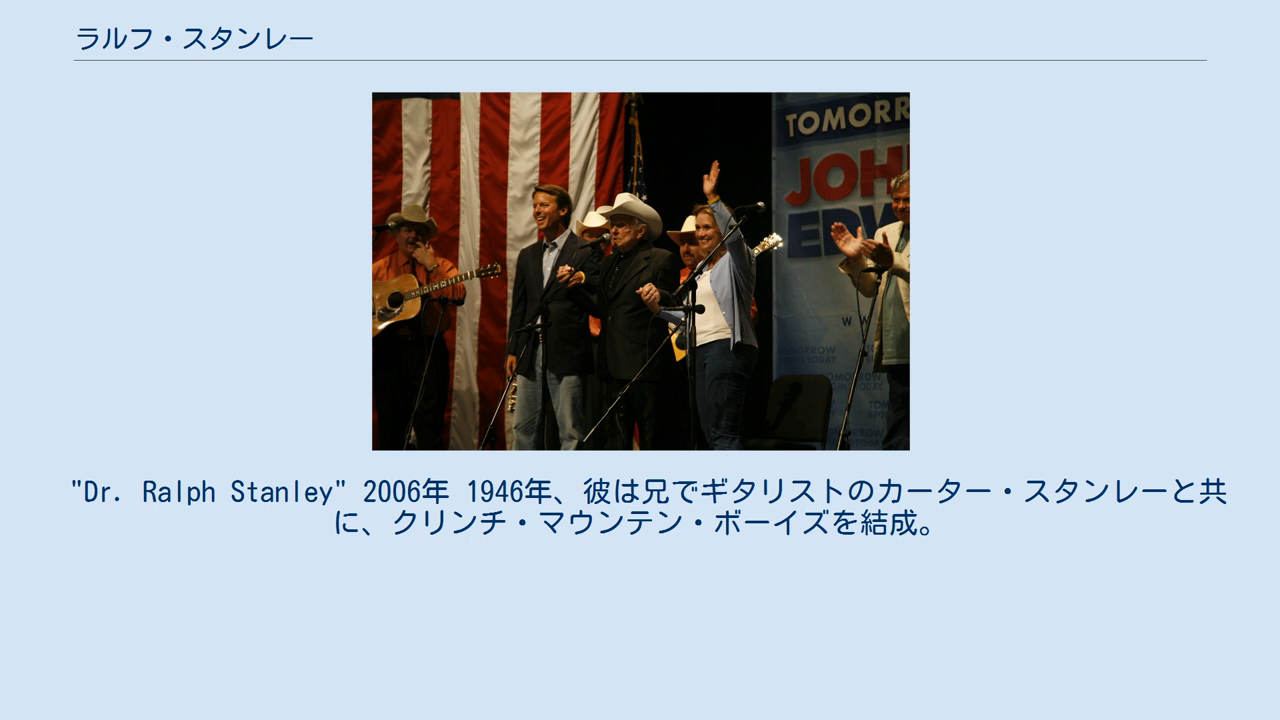 ラルフ・スタンレー
TOMORR
JOH
EDW
"Dr. Ralph Stanley" 2006年 1946年、彼は兄でギタリストのカーター・スタンレーと共
に、クリンチ・マウンテン・ボーイズを結成。